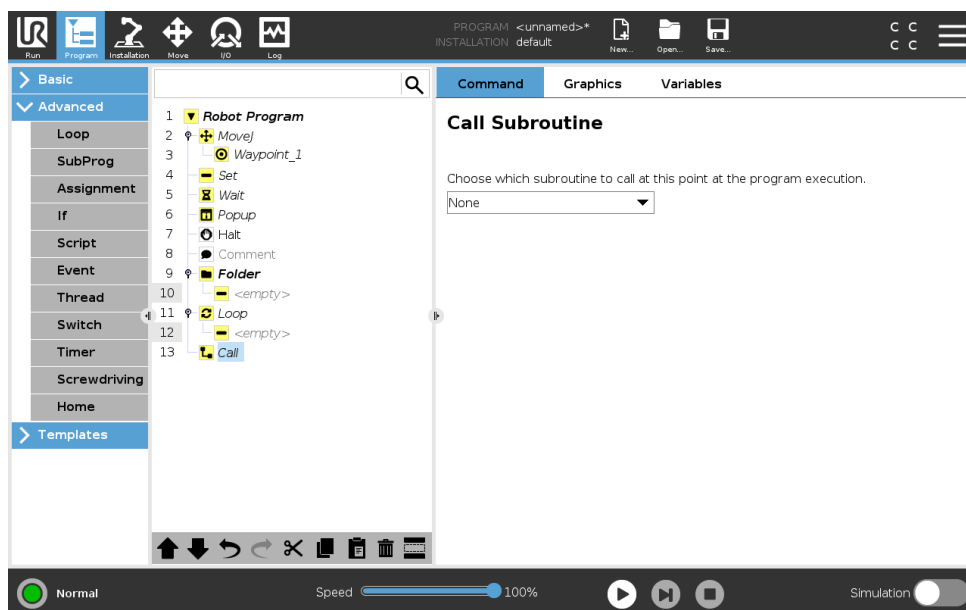 UR
Run
Program
Installation
Move
I/O
Log
PROGRAM <unnamed>*
INSTALLATION default
New...
Open...
Save...
C C
C C
Basic
Advanced
Loop
SubProg
Assignment
If
Script
Event
Thread
Switch
Timer
Screwdriving
Home
Templates
1 Robot Program
2 MoveJ
3 Waypoint_1
4 Set
5 Wait
6 Popup
7 Halt
8 Comment
9 Folder
10 <empty>
11 Loop
12 <empty>
13 Call
Command Graphics Variables
Call Subroutine
Choose which subroutine to call at this point at the program execution.
None
Normal
Speed 100%
Simulation